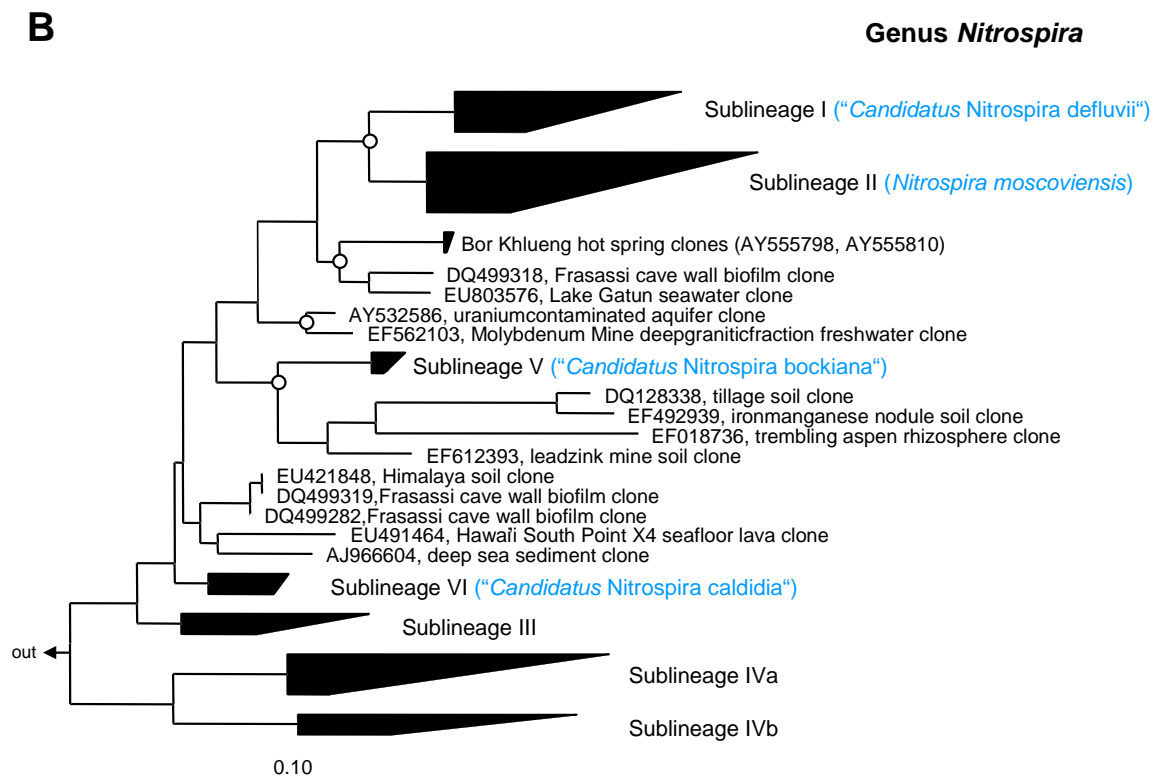 B
Genus Nitrospira
Sublineage I (“Candidatus Nitrospira defluvii“)
Sublineage II (Nitrospira moscoviensis)
Bor Khlueng hot spring clones (AY555798, AY555810)
DQ499318, Frasassi cave wall biofilm clone
EU803576, Lake Gatun seawater clone
AY532586, uraniumcontaminated aquifer clone
EF562103, Molybdenum Mine deepgraniticfraction freshwater clone
Sublineage V (“Candidatus Nitrospira bockiana“)
DQ128338, tillage soil clone
EF492939, ironmanganese nodule soil clone
EF018736, trembling aspen rhizosphere clone
EF612393, leadzink mine soil clone
EU421848, Himalaya soil clone
DQ499319,Frasassi cave wall biofilm clone
DQ499282,Frasassi cave wall biofilm clone
EU491464, Hawai'i South Point X4 seafloor lava clone
AJ966604, deep sea sediment clone
Sublineage VI (“Candidatus Nitrospira caldidia“)
Sublineage III
out
Sublineage IVa
Sublineage IVb
0.10